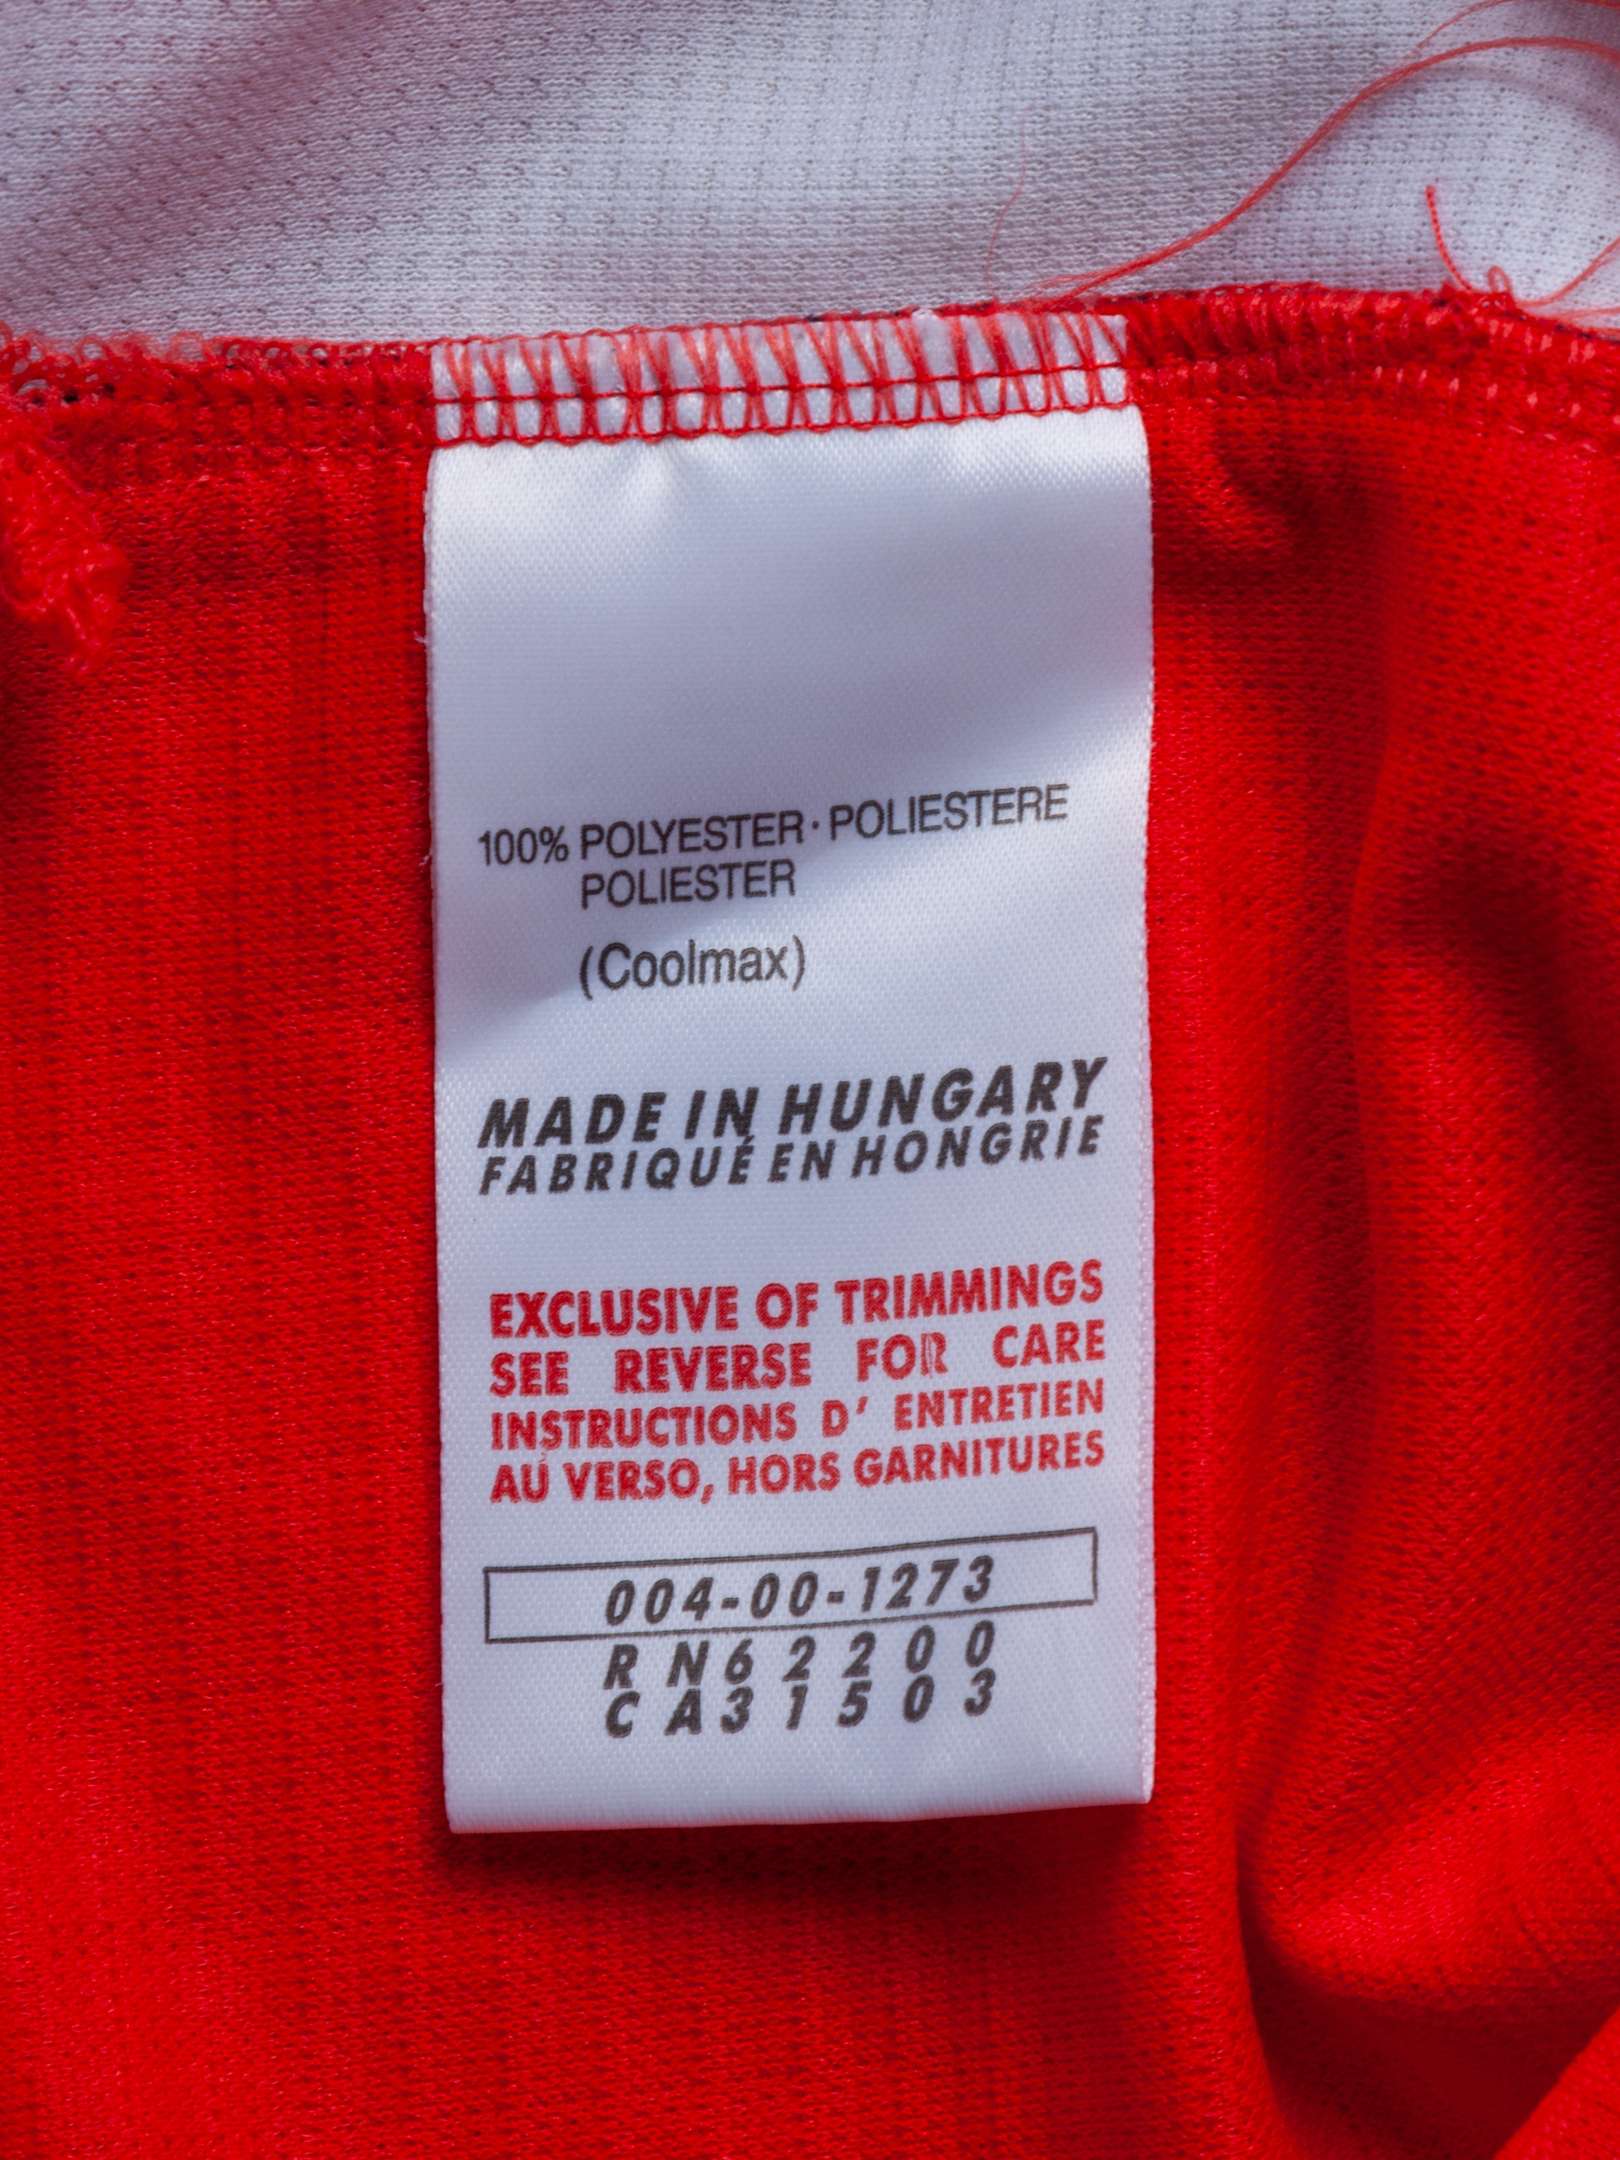 100% POLYESTER · POLIESTERE
POLIESTER
(Coolmax)
MADE IN HUNGARY
FABRIQUÉ EN HONGRIE
EXCLUSIVE OF TRIMMINGS
SEE REVERSE FOR CARE
INSTRUCTIONS D' ENTRETIEN
AU VERSO, HORS GARNITURES
004-00-1273
RN62200
CA31503